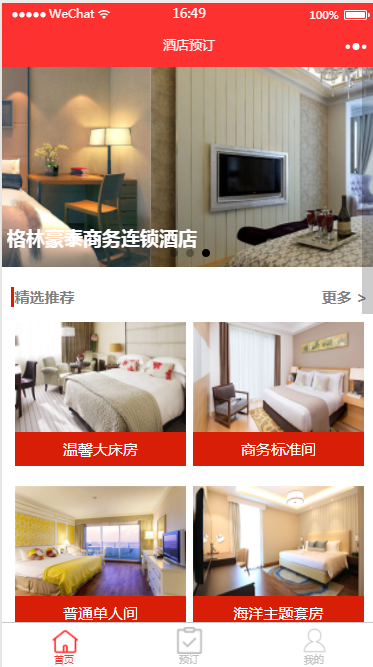 WeChat
16:49
100%
酒店预订
格林豪泰商务连锁酒店
精选推荐
更多 >
温馨大床房
商务标准间
普通单人间
海洋主题套房
首页
预订
我的